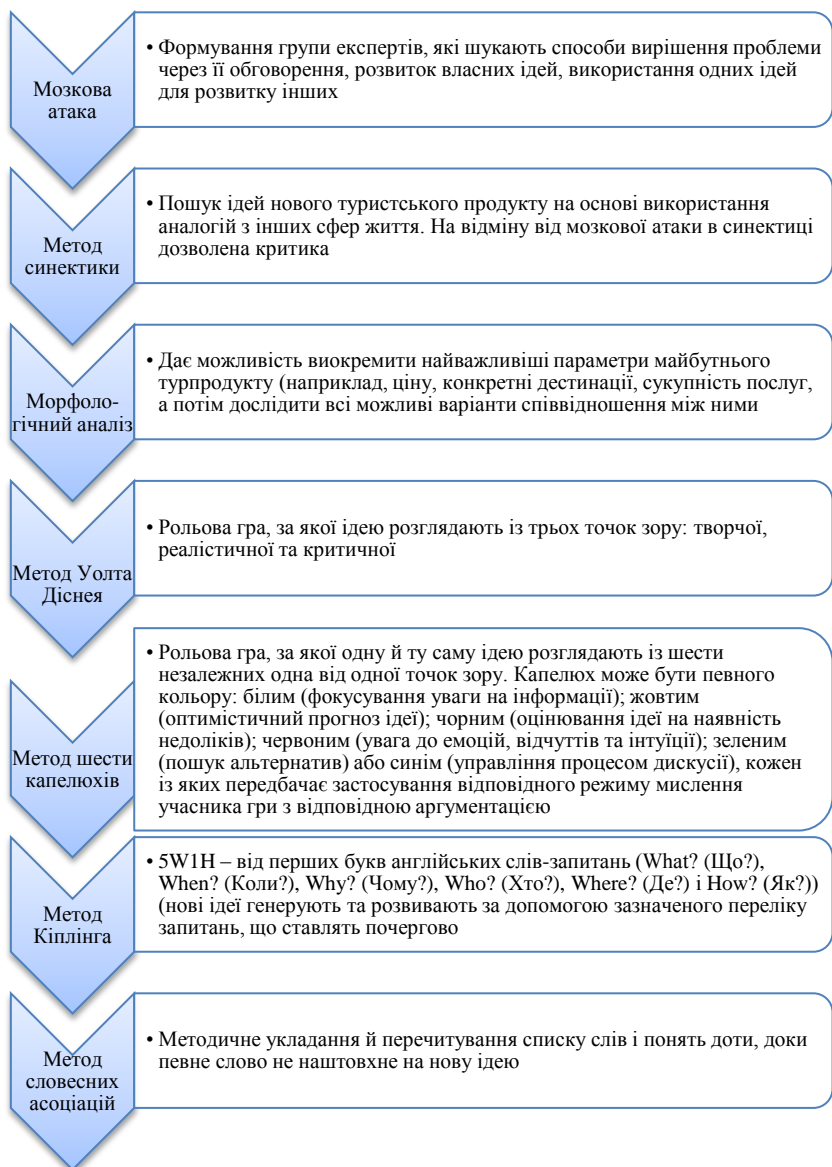 Мозкова
атака
• Формування групи експертів, які шукають способи вирішення проблеми
через її обговорення, розвиток власних ідей, використання одних ідей
для розвитку інших
Метод
синектики
• Пошук ідей нового туристського продукту на основі використання
аналогій з інших сфер життя. На відміну від мозкової атаки в синектиці
дозволена критика
Морфоло-
гічний аналіз
• Дає можливість виокремити найважливіші параметри майбутнього
турпродукту (наприклад, ціну, конкретні дестинації, сукупність послуг,
а потім дослідити всі можливі варіанти співвідношення між ними
Метод Уолта
Діснея
• Рольова гра, за якої ідею розглядають із трьох точок зору: творчої,
реалістичної та критичної
Метод шести
капелюхів
• Рольова гра, за якої одну й ту саму ідею розглядають із шести
незалежних одна від одної точок зору. Капелюх може бути певного
кольору: білим (фокусування уваги на інформації); жовтим
(оптимістичний прогноз ідеї); чорним (оцінювання ідеї на наявність
недоліків); червоним (увага до емоцій, відчуттів та інтуїції); зеленим
(пошук альтернатив) або синім (управління процесом дискусії), кожен
із яких передбачає застосування відповідного режиму мислення
учасника гри з відповідною аргументацією
Метод
Кіплінга
• 5W1H – від перших букв англійських слів-запитань (What? (Що?),
When? (Коли?), Why? (Чому?), Who? (Хто?), Where? (Де?) і How? (Як?))
(нові ідеї генерують та розвивають за допомогою зазначеного переліку
запитань, що ставлять почергово
Метод
словесних
асоціацій
• Методичне укладання й перечитування списку слів і понять доти, доки
певне слово не наштовхне на нову ідею